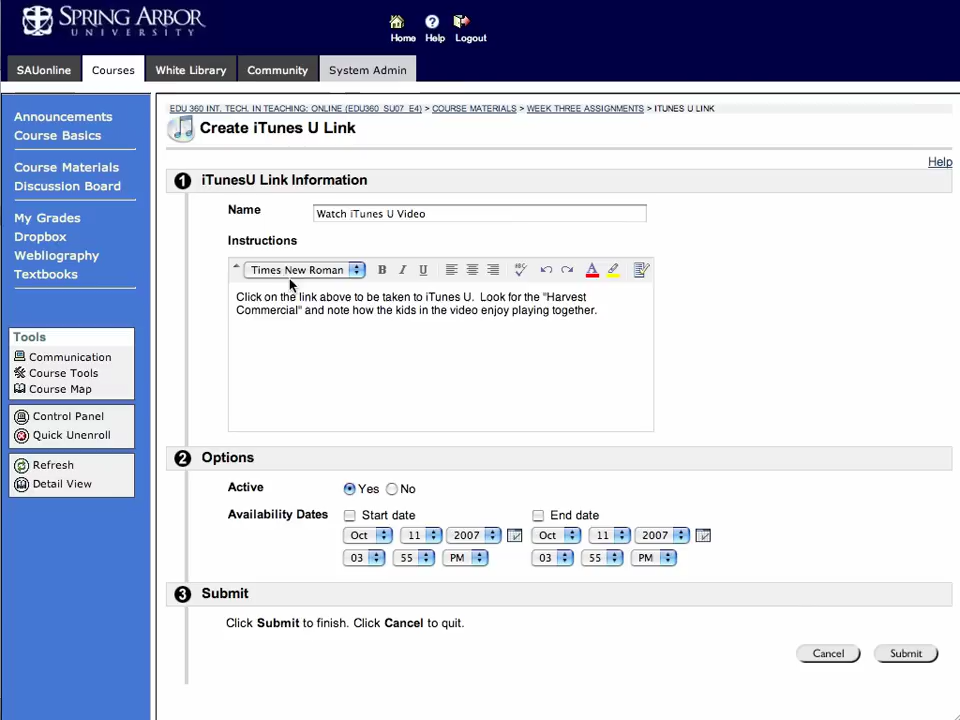 SPRING ARBOR
UNIVERSITY
Home Help Logout
SAUonline Courses White Library Community System Admin
Announcements
Course Basics
Course Materials
Discussion Board
My Grades
Dropbox
Webliography
Textbooks
Tools
Communication
Course Tools
Course Map
Control Panel
Quick Unenroll
Refresh
Detail View
EDU 360 INT. TECH. IN TEACHING: ONLINE (EDU360_SU07_E4) > COURSE MATERIALS > WEEK THREE ASSIGNMENTS > ITUNES U LINK
Create iTunes U Link
Help
1 iTunesU Link Information
Name Watch iTunes U Video
Instructions
Times New Roman B I U ABC A
Click on the link above to be taken to iTunes U. Look for the "Harvest
Commercial" and note how the kids in the video enjoy playing together.
2 Options
Active Yes No
Availability Dates Start date End date
Oct 11 2007 Oct 11 2007
03 55 PM 03 55 PM
3 Submit
Click Submit to finish. Click Cancel to quit.
Cancel Submit